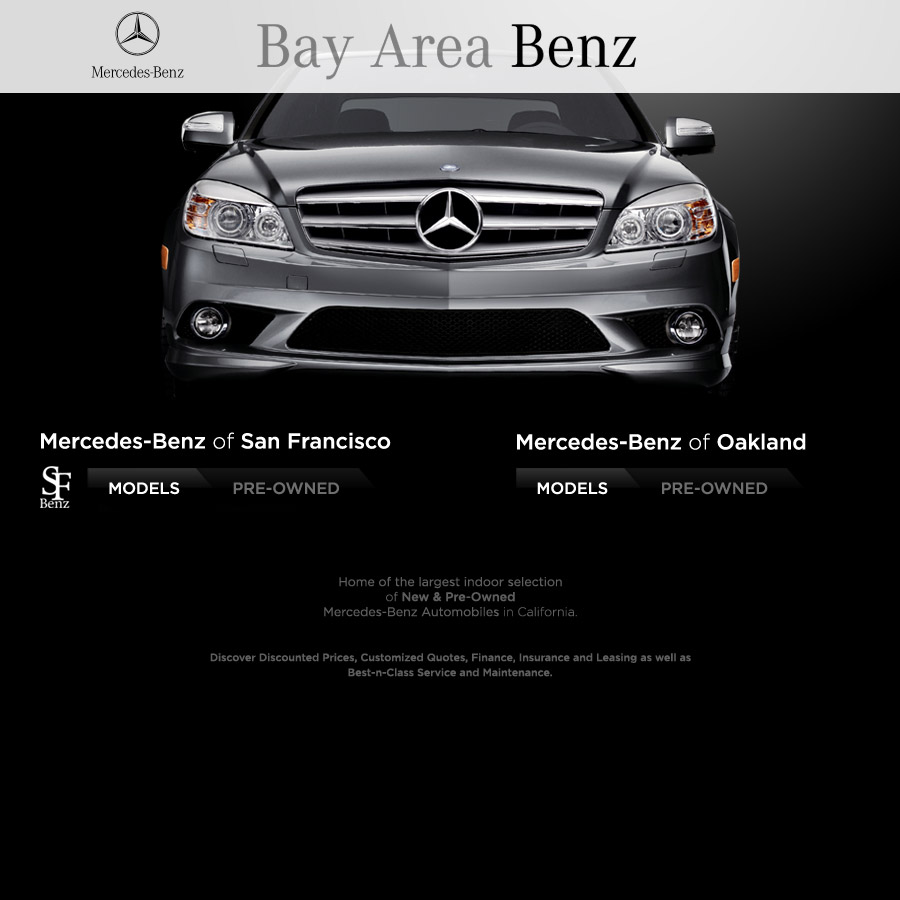 Mercedes-Benz
Bay Area Benz
Mercedes-Benz of San Francisco
Mercedes-Benz of Oakland
SF
Benz
MODELS
PRE-OWNED
MODELS
PRE-OWNED
Home of the largest indoor selection
of New & Pre-Owned
Mercedes-Benz Automobiles in California.
Discover Discounted Prices, Customized Quotes, Finance, Insurance and Leasing as well as
Best-n-Class Service and Maintenance.